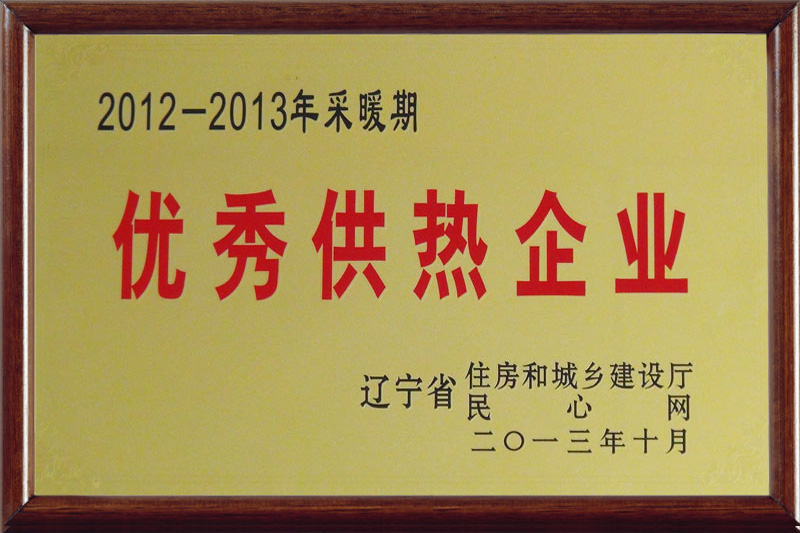 2012－2013年采暖期
优秀供热企业
辽宁省 住房和城乡建设厅
民心网
二〇一三年十月